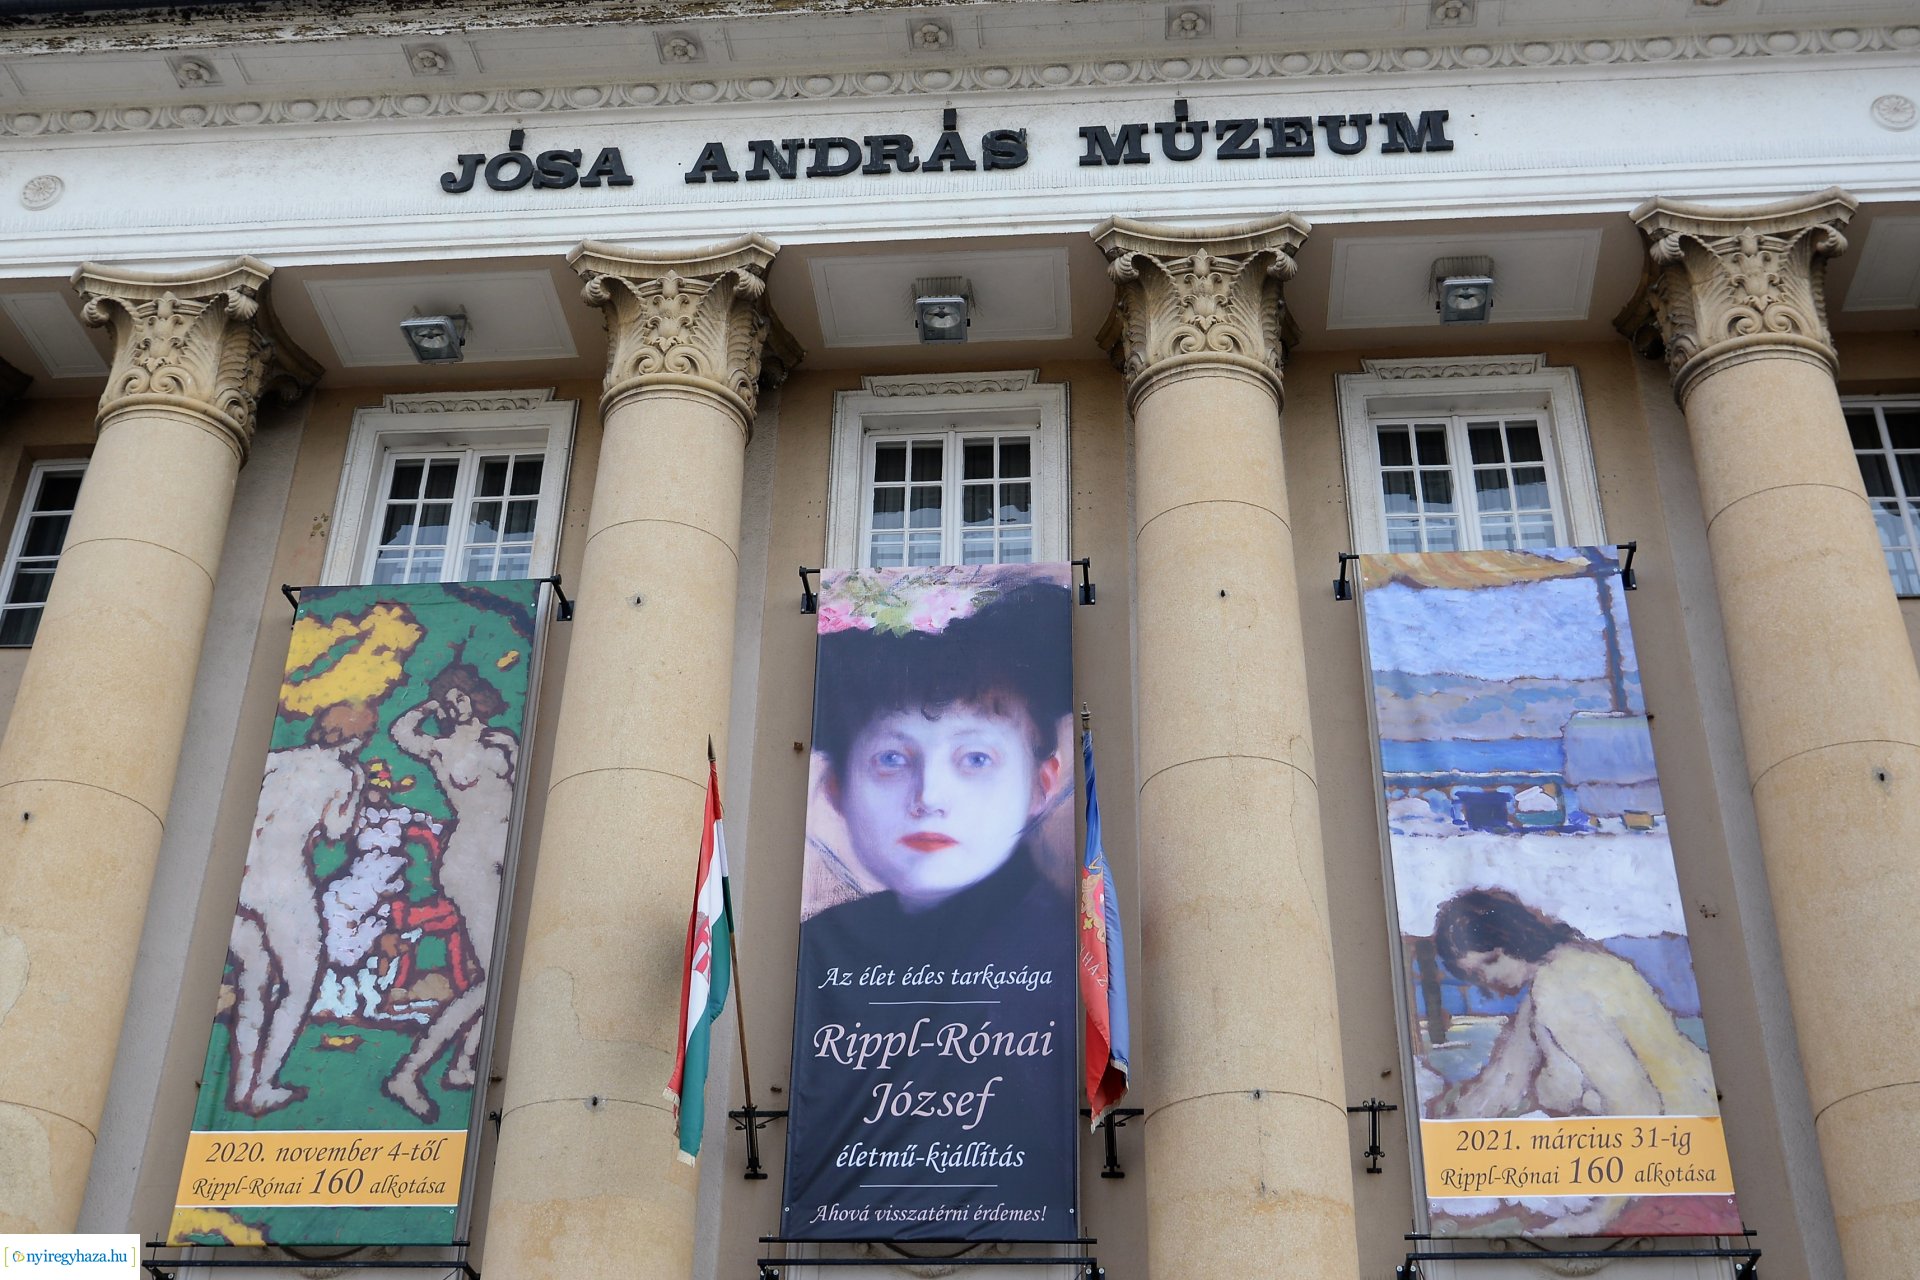 JÓSA ANDRÁS MÚZEUM
2020. november 4-től
Rippl-Rónai 160 alkotása
Az élet édes tarkasága
Rippl-Rónai
József
életmű-kiállítás
Ahová visszatérni érdemes!
HÁZ
2021. március 31-ig
Rippl-Rónai 160 alkotása
[nyiregyhaza.hu]